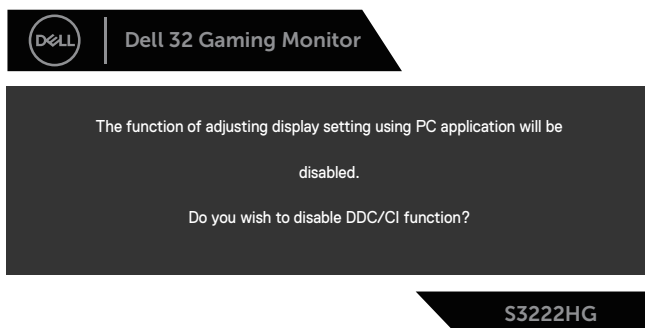 DELL
Dell 32 Gaming Monitor
The function of adjusting display setting using PC application will be
disabled.
Do you wish to disable DDC/CI function?
S3222HG